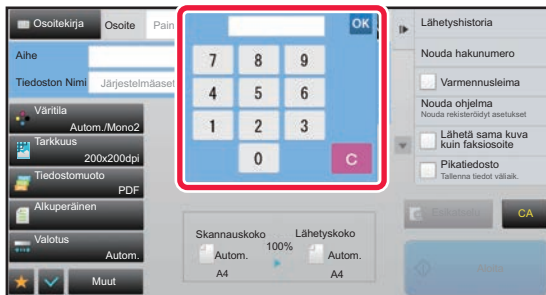 Osoitekirja
Osoite
Pain
Aihe
Tiedoston Nimi
Järjestelmäaset
Väritila
Autom./Mono2
Tarkkuus
200x200dpi
Tiedostomuoto
PDF
Alkuperäinen
Valotus
Autom.
Muut
OK
7 8 9
4 5 6
1 2 3
0 C
Skannauskoko
100%
Lähetyskoko
Autom.
A4
Autom.
A4
Lähetyshistoria
Nouda hakunumero
Varmennusleima
Nouda ohjelma
Nouda rekisteröidyt asetukset
Lähetä sama kuva
kuin faksiosoite
Pikatiedosto
Tallenna tiedot väliaik.
Esikatselu
CA
Aloita